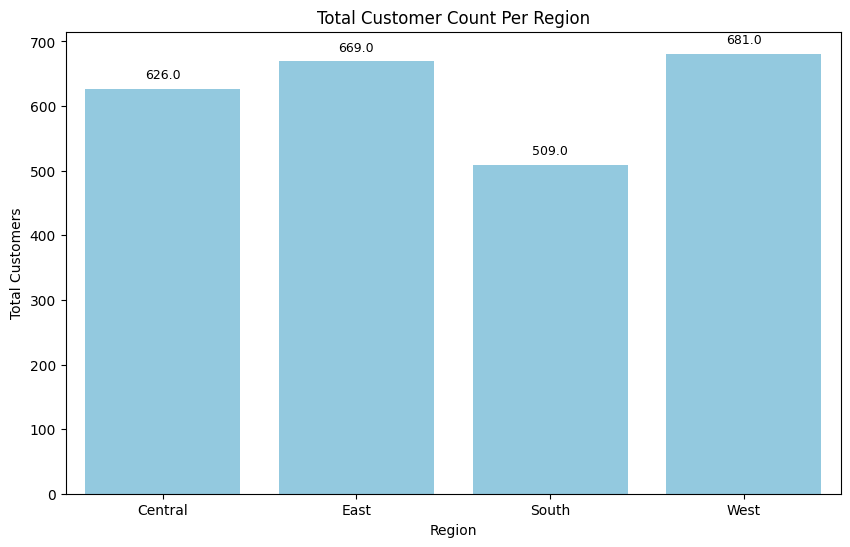 Total Customer Count Per Region
Total Customers
700
600
500
400
300
200
100
0
626.0
669.0
509.0
681.0
Central
East
South
West
Region